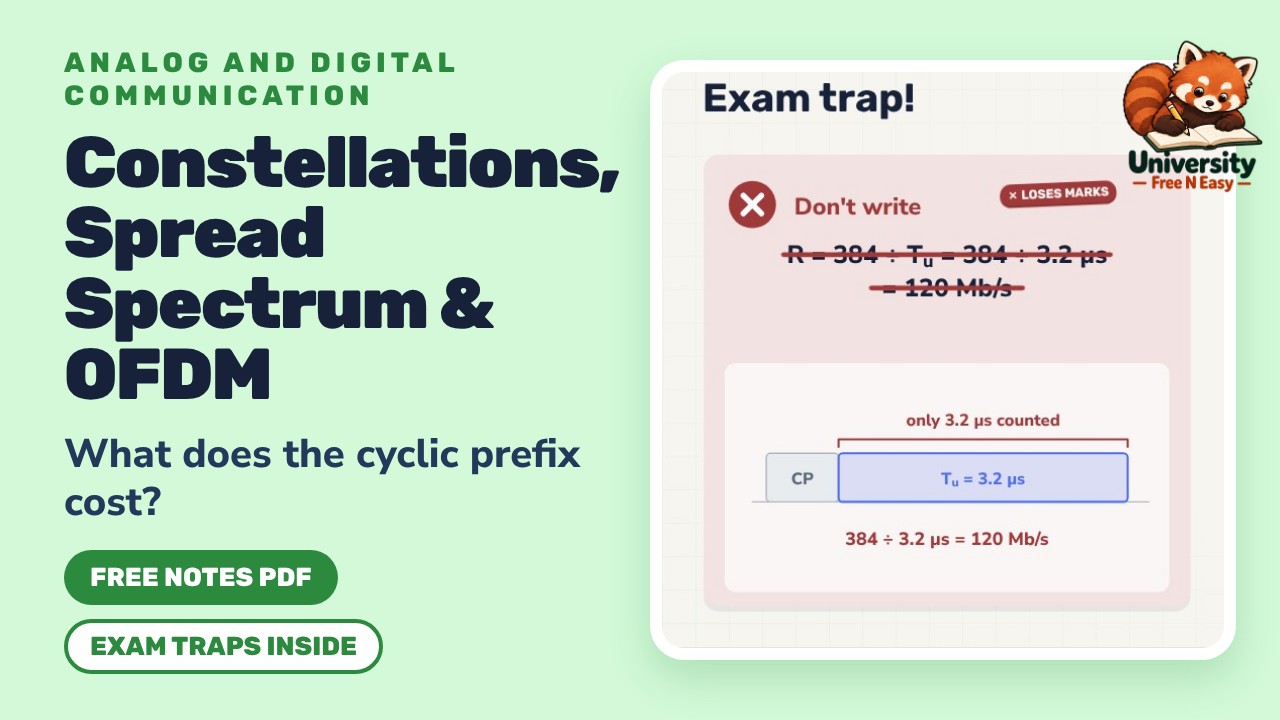 ANALOG AND DIGITAL
COMMUNICATION
Constellations,
Spread
Spectrum &
OFDM
What does the cyclic prefix
cost?
FREE NOTES PDF
EXAM TRAPS INSIDE
Exam trap!
Don't write
× LOSES MARKS
R = 384 ÷ Tᵤ = 384 ÷ 3.2 µs
= 120 Mb/s
only 3.2 µs counted
CP
Tᵤ = 3.2 µs
384 ÷ 3.2 µs = 120 Mb/s
University
Free N Easy